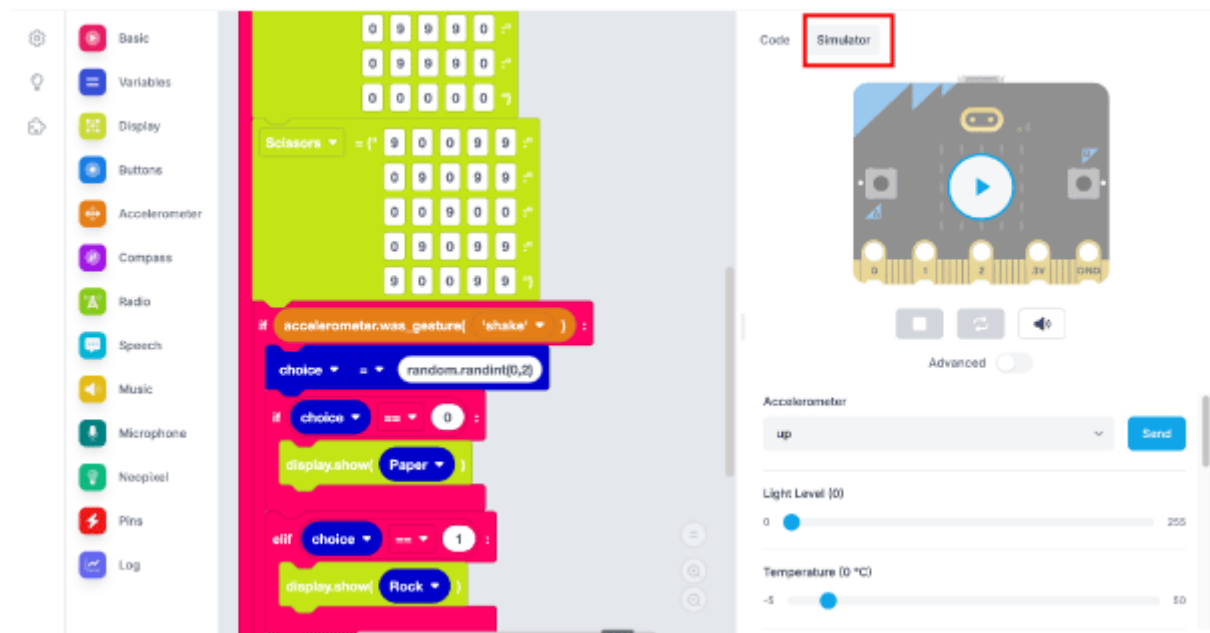 Basic
Variables
Display
Buttons
Accelerometer
Compass
Radio
Speech
Music
Microphone
Neopixel
Pins
Log
0 9 9 9 0 :"
0 9 9 9 0 :"
0 0 0 0 0 ")
Scissors = (" 9 0 0 9 9 :"
0 9 0 9 9 :"
0 0 9 0 0 :"
0 9 0 9 9 :"
9 0 0 9 9 ")
if accelerometer.was_gesture( 'shake' ) :
choice = random.randint(0,2)
if choice == 0 :
display.show( Paper )
elif choice == 1 :
display.show( Rock )
Code Simulator
0 1 2 3V GND
Advanced
Accelerometer
up Send
Light Level (0)
0 255
Temperature (0 °C)
-5 50